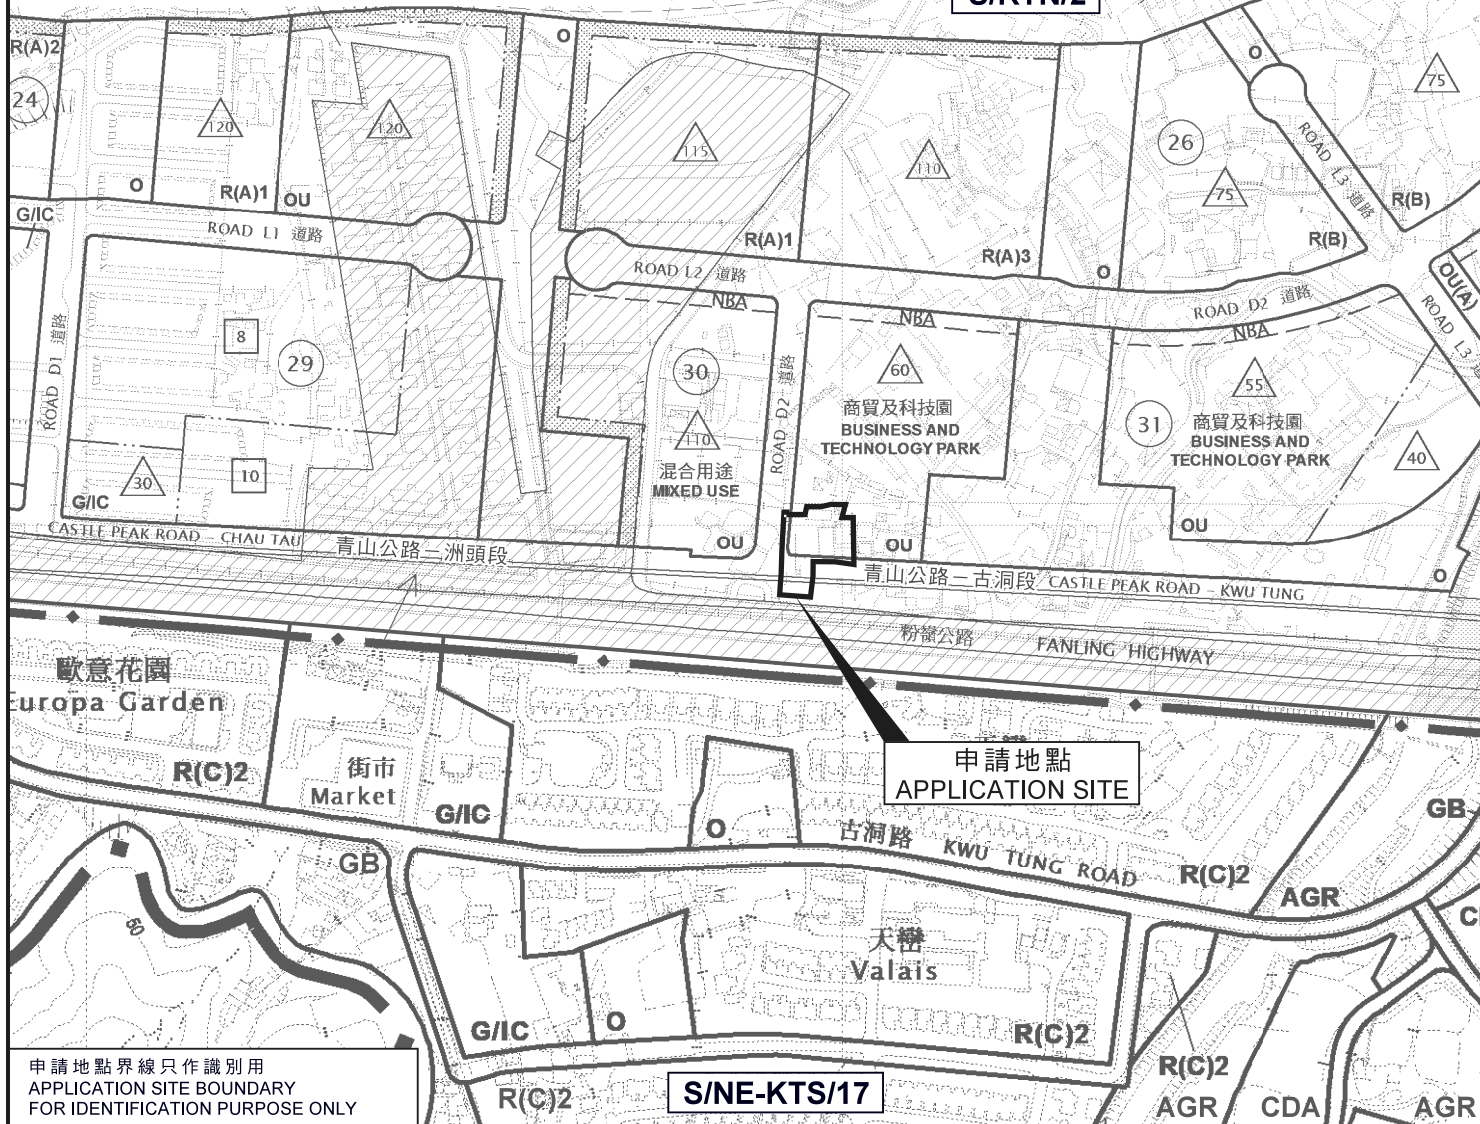 S/KTN/2
R(A)2
O
O
24
120
120
115
110
26
75
75
O
R(A)1
OU
ROAD L3 道路
R(B)
G/IC
ROAD L1 道路
R(A)1
R(A)3
R(B)
O
ROAD L2 道路
NBA
NBA
ROAD D2 道路
NBA
OU(A)
ROAD L3 道
ROAD D1 道路
8
29
30
ROAD D2 道路
60
55
商貿及科技園
BUSINESS AND
TECHNOLOGY PARK
31
商貿及科技園
BUSINESS AND
TECHNOLOGY PARK
40
110
混合用途
MIXED USE
30
10
G/IC
OU
OU
OU
O
CASTLE PEAK ROAD - CHAU TAU
青山公路—洲頭段
青山公路—古洞段
CASTLE PEAK ROAD - KWU TUNG
粉嶺公路
FANLING HIGHWAY
歐意花園
Europa Garden
R(C)2
街市
Market
G/IC
O
申請地點
APPLICATION SITE
GB
GB
古洞路
KWU TUNG ROAD
R(C)2
AGR
60
天巒
Valais
G/IC
O
R(C)2
R(C)2
申請地點界線只作識別用
APPLICATION SITE BOUNDARY
FOR IDENTIFICATION PURPOSE ONLY
R(C)2
S/NE-KTS/17
AGR
CDA
AGR